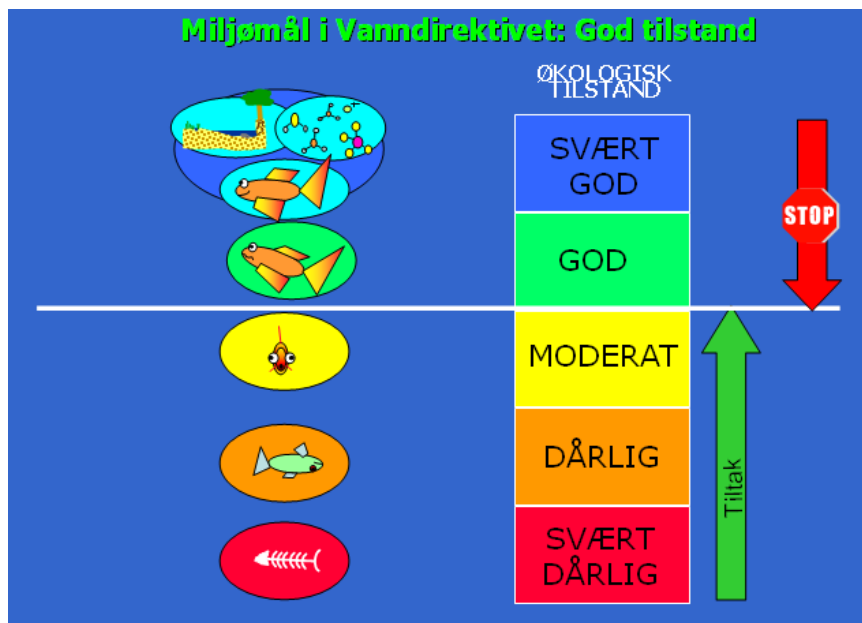 Miljømål i Vanndirektivet: God tilstand
ØKOLOGISK
TILSTAND
SVÆRT
GOD
STOP
GOD
MODERAT
DÅRLIG
Tiltak
SVÆRT
DÅRLIG